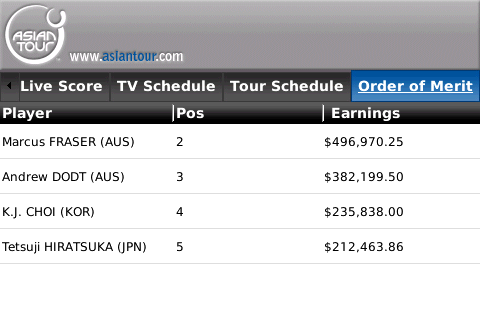 ASIAN
TOUR
www.asiantour.com
Live Score TV Schedule Tour Schedule Order of Merit
Player Pos Earnings
Marcus FRASER (AUS) 2 $496,970.25
Andrew DODT (AUS) 3 $382,199.50
K.J. CHOI (KOR) 4 $235,838.00
Tetsuji HIRATSUKA (JPN) 5 $212,463.86